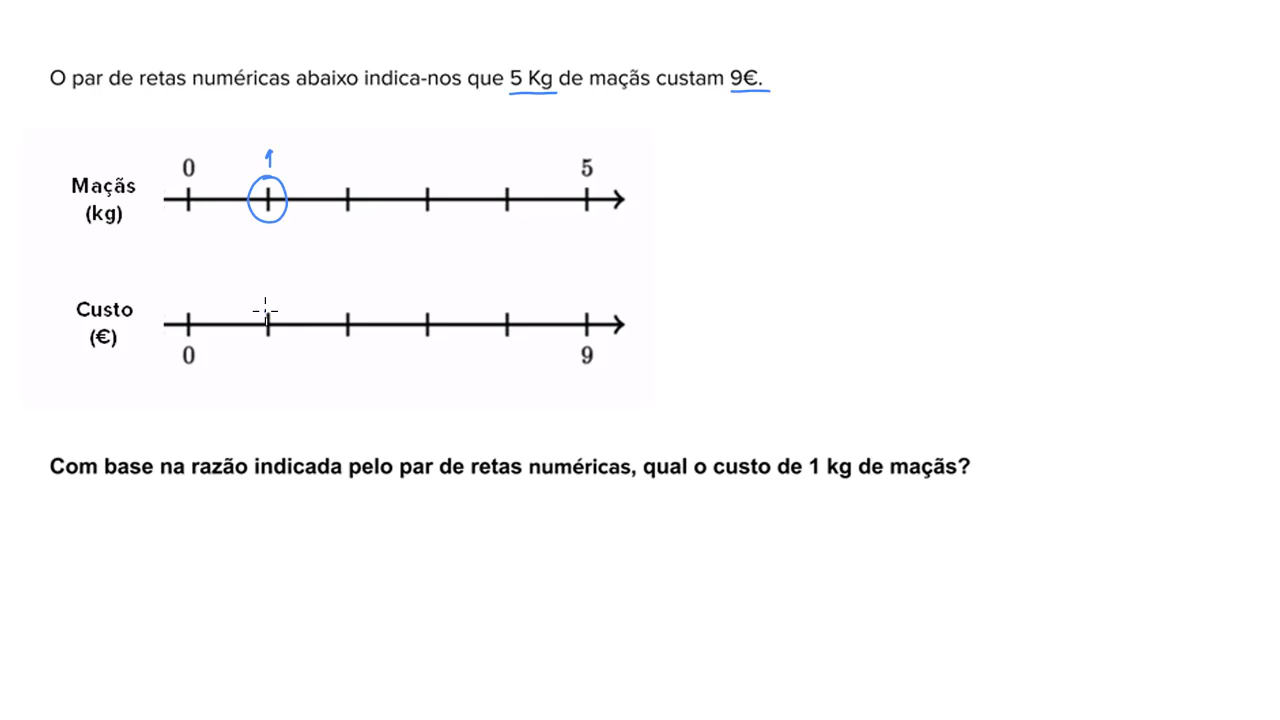 O par de retas numéricas abaixo indica-nos que 5 Kg de maçãs custam 9€.
1
0 5
Maçãs
(kg)
Custo
(€)
0 9
Com base na razão indicada pelo par de retas numéricas, qual o custo de 1 kg de maçãs?